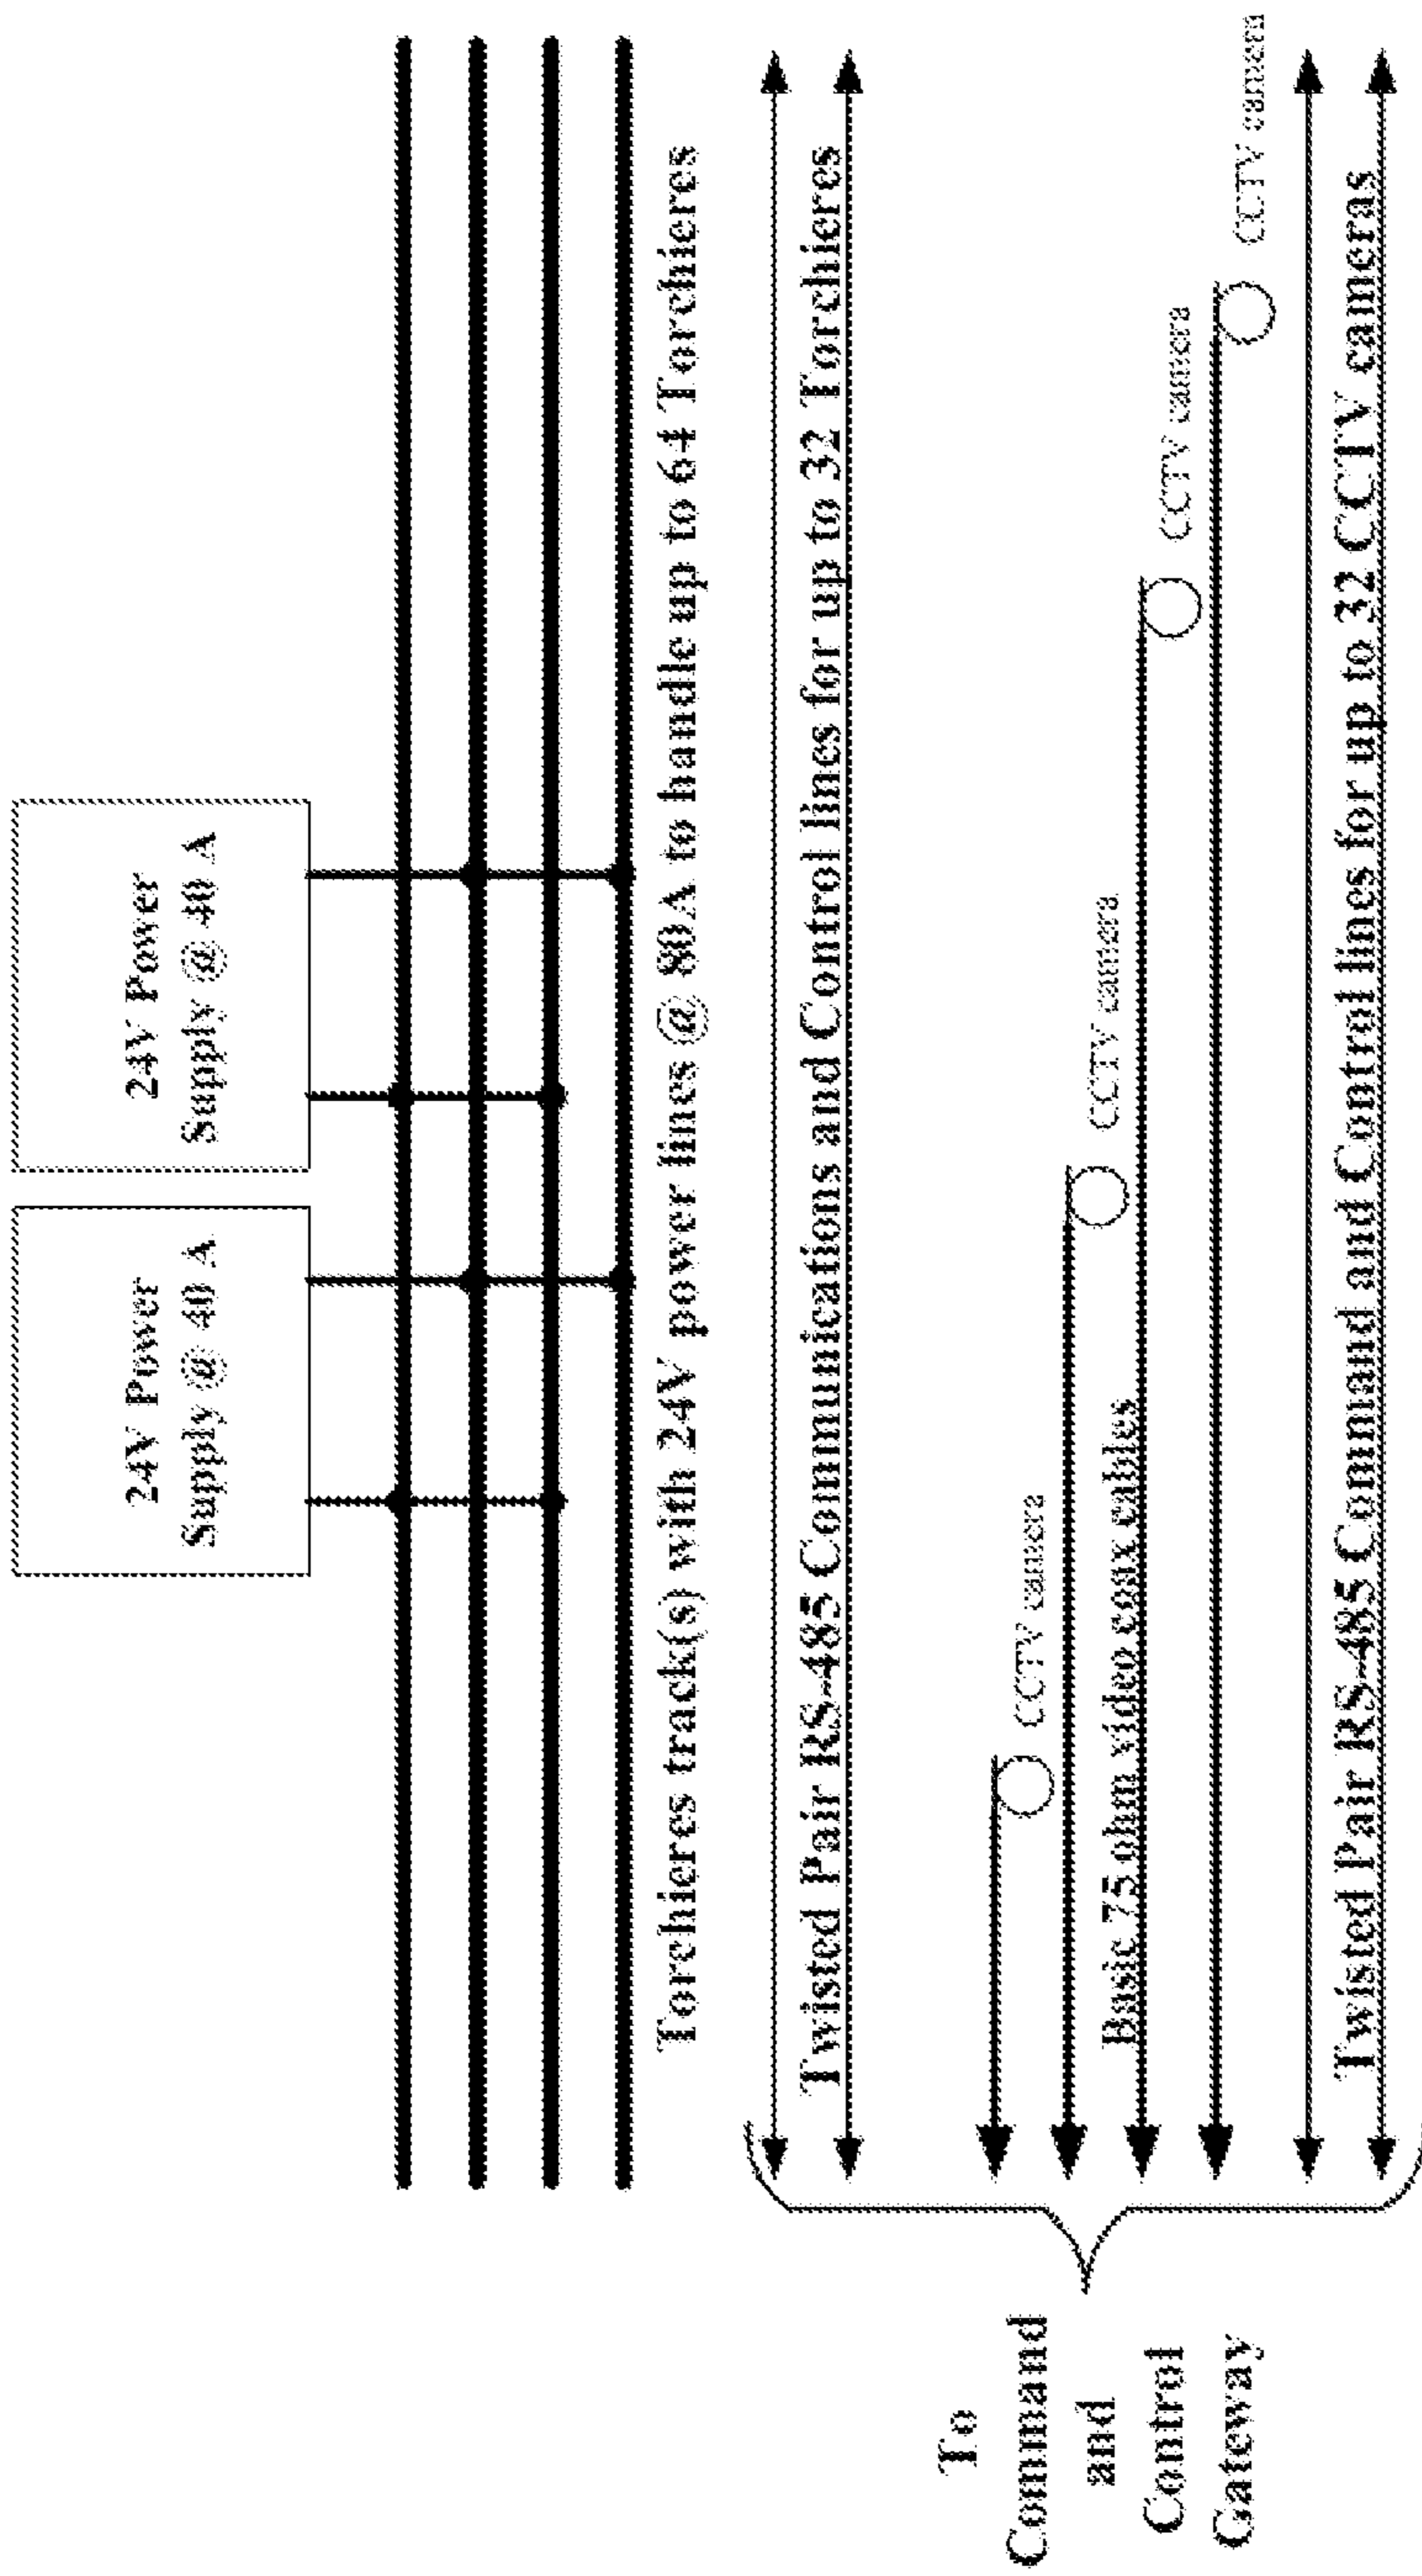 24V Power
Supply @ 40 A
24V Power
Supply @ 40 A
Torchieres track(s) with 24V power lines @ 80A to handle up to 64 Torchieres
Twisted Pair RS-485 Communications and Control lines for up to 32 Torchieres
CCTV camera
CCTV camera
Basic 75 ohm video coax cables
CCTV camera
CCTV camera
Twisted Pair RS-485 Command and Control lines for up to 32 CCTV cameras
To
Command
and
Control
Gateway